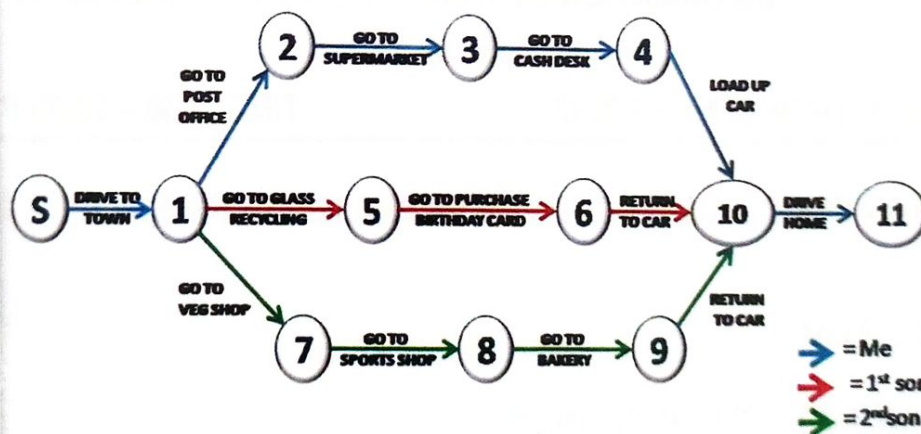 2
GO TO
SUPERMARKET
3
GO TO
CASH DESK
4
GO TO
POST
OFFICE
LOAD UP
CAR
S
DRIVE TO
TOWN
1
GO TO GLASS
RECYCLING
5
GO TO PURCHASE
BIRTHDAY CARD
6
RETURN
TO CAR
10
DRIVE
HOME
11
GO TO
VEG SHOP
7
GO TO
SPORTS SHOP
8
GO TO
BAKERY
9
RETURN
TO CAR
= Me
= 1st
= 2nd son